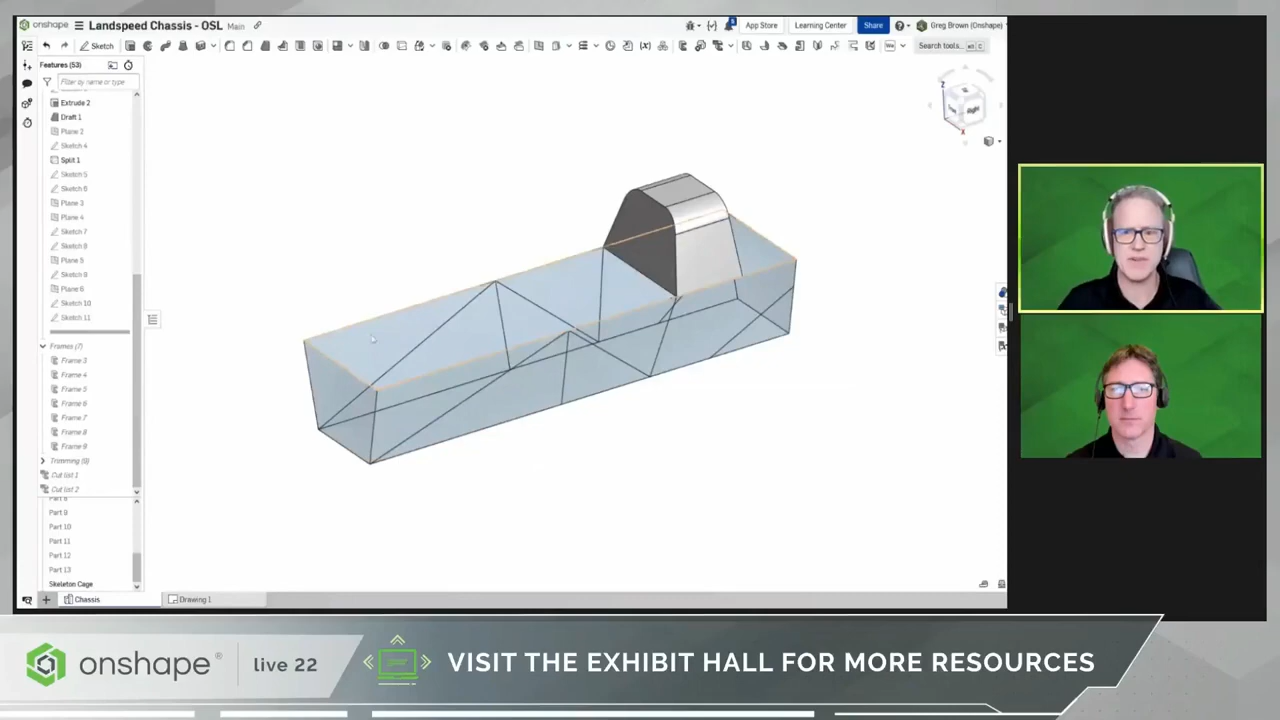 onshape Landspeed Chassis - OSL Main App Store Learning Center Share Greg Brown (Onshape)
Sketch Search tools...
Features (53)
Filter by name or type
Extrude 2
Draft 1
Plane 2
Sketch 4
Split 1
Sketch 5
Sketch 6
Plane 3
Plane 4
Sketch 7
Sketch 8
Plane 5
Sketch 9
Plane 6
Sketch 10
Sketch 11
Frames (7)
Frame 3
Frame 4
Frame 5
Frame 6
Frame 7
Frame 8
Frame 9
Trimming (9)
Cut list 1
Cut list 2
Part 8
Part 9
Part 10
Part 11
Part 12
Part 13
Skeleton Cage
Chassis Drawing 1
Z
Right
X
onshape® live 22 VISIT THE EXHIBIT HALL FOR MORE RESOURCES